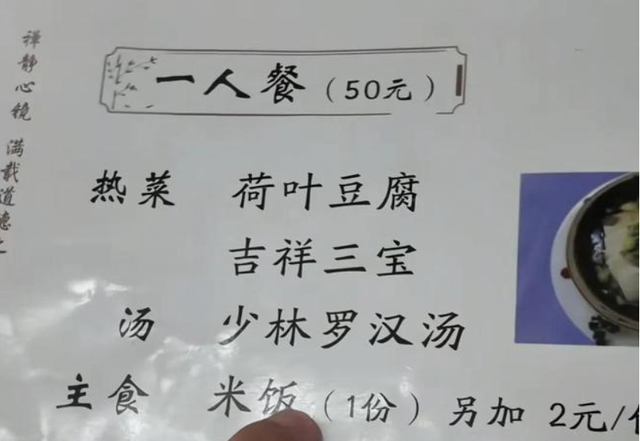 禅静心镜 满载道德之
一人餐（50元）
热菜 荷叶豆腐
吉祥三宝
汤 少林罗汉汤
主食 米饭（1份）另加 2元/